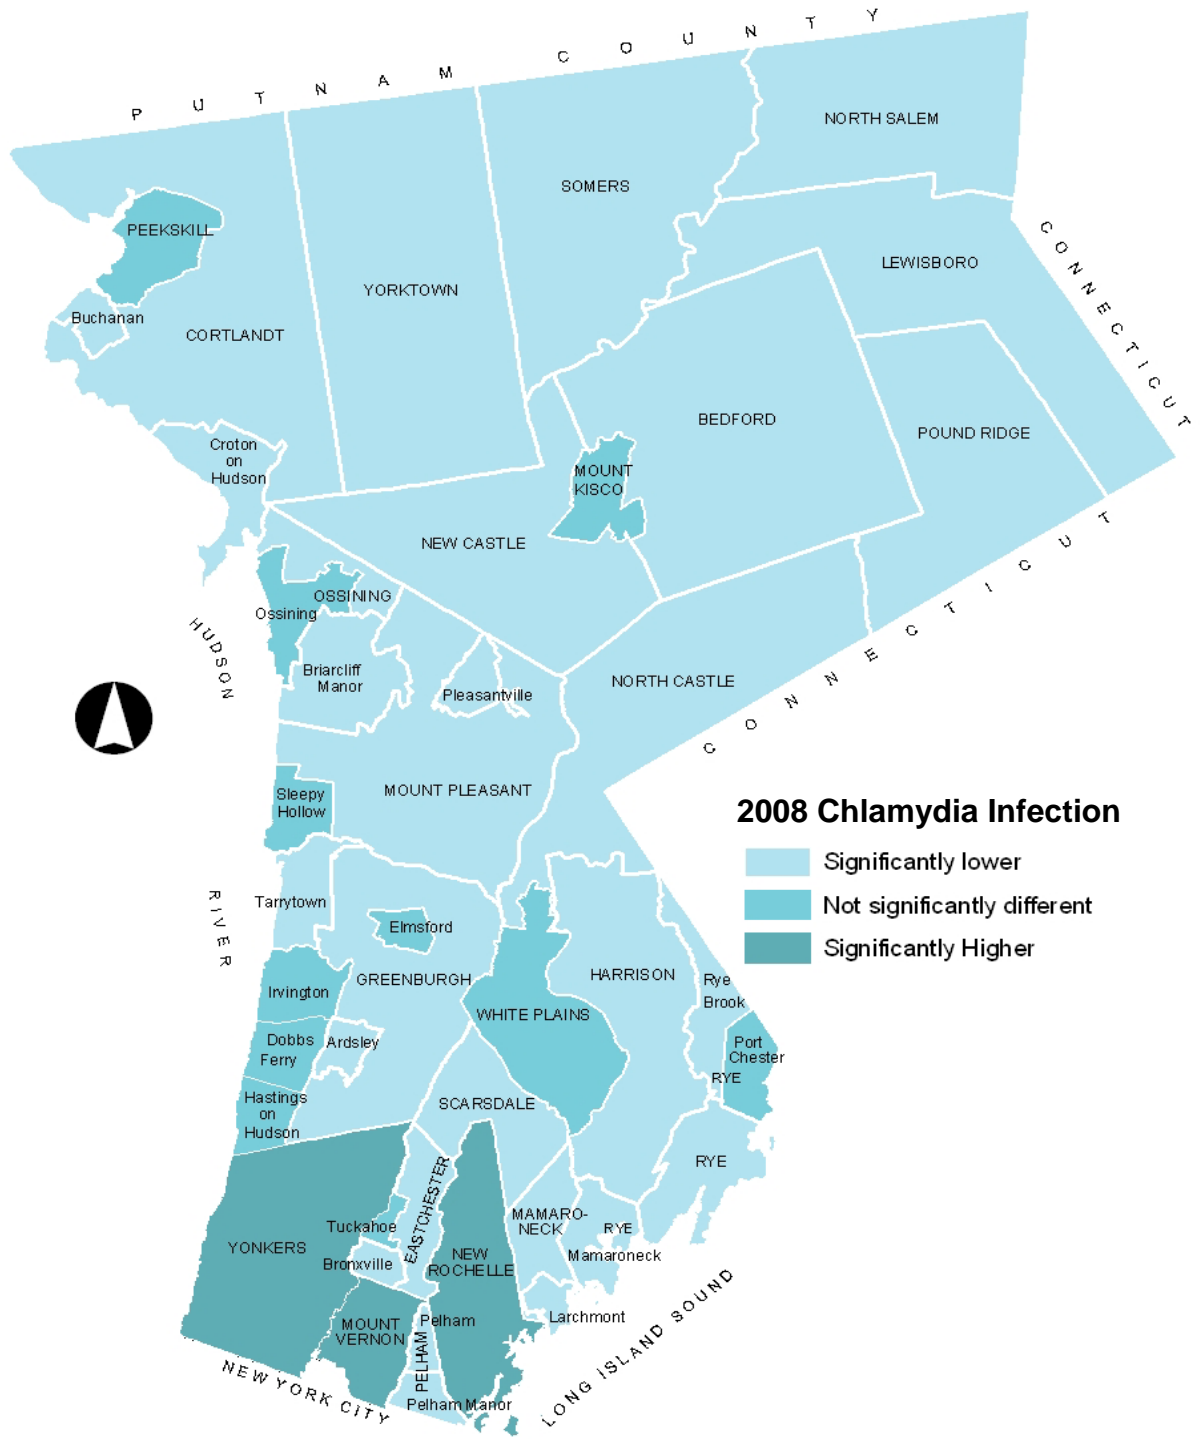 PUTNAM COUNTY
NORTH SALEM
SOMERS
PEEKSKILL
LEWISBORO
CONNECTICUT
YORKTOWN
Buchanan
CORTLANDT
BEDFORD
POUND RIDGE
Croton
on
Hudson
MOUNT
KISCO
NEW CASTLE
CONNECTICUT
OSSINING
Ossining
HUDSON
Briarcliff
Manor
Pleasantville
NORTH CASTLE
MOUNT PLEASANT
Sleepy
Hollow
2008 Chlamydia Infection
Significantly lower
Not significantly different
Significantly Higher
RIVER
Tarrytown
Elmsford
GREENBURGH
HARRISON
Rye
Brook
Irvington
WHITE PLAINS
Dobbs
Ferry
Ardsley
Port
Chester
RYE
Hastings
on
Hudson
SCARSDALE
RYE
EASTCHESTER
Tuckahoe
MAMARO-
NECK
RYE
YONKERS
Bronxville
NEW
ROCHELLE
Mamaroneck
MOUNT
VERNON
Pelham
Larchmont
PELHAM
LONG ISLAND SOUND
NEW YORK CITY
Pelham Manor